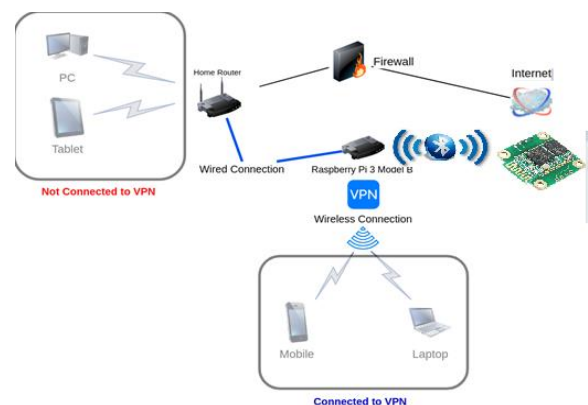 PC
Tablet
Not Connected to VPN
Home Router
Firewall
Internet
Wired Connection
Raspberry Pi 3 Model B
VPN
Wireless Connection
Mobile
Laptop
Connected to VPN